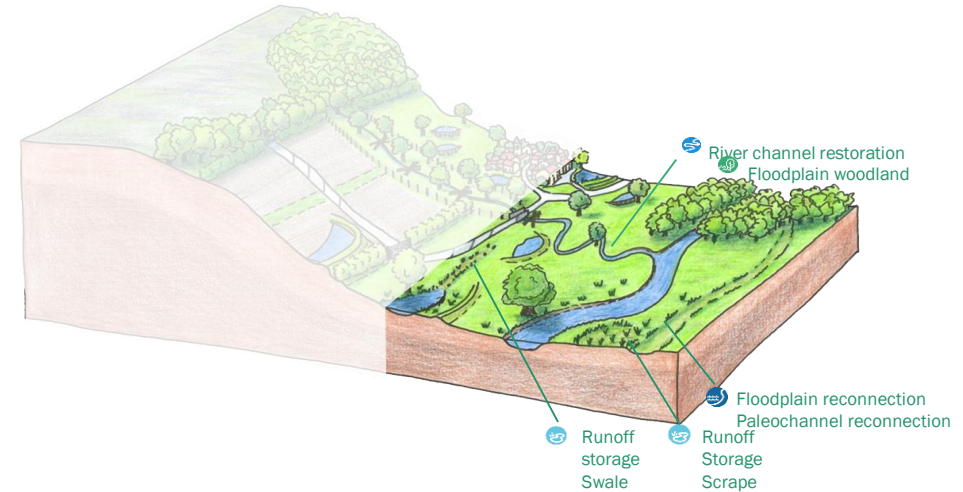 River channel restoration
Floodplain woodland
Floodplain reconnection
Paleochannel reconnection
Runoff
storage
Swale
Runoff
Storage
Scrape